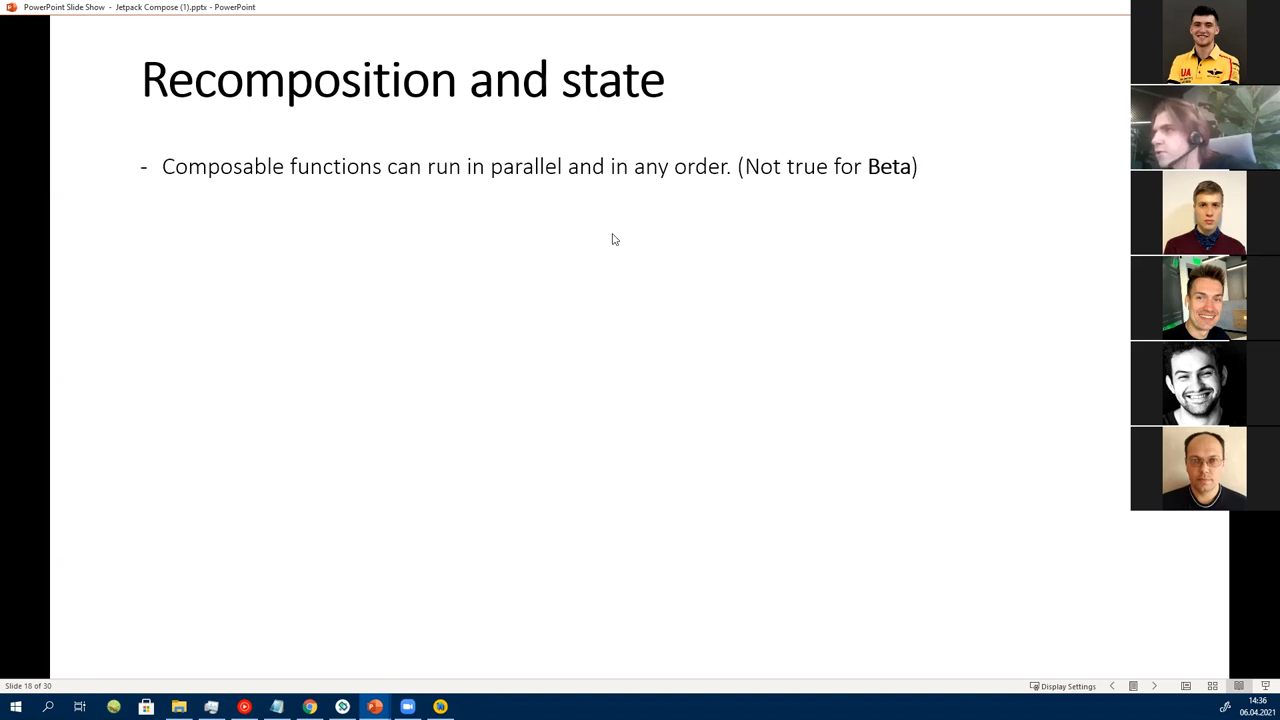 PowerPoint Slide Show - Jetpack Compose (1).pptx - PowerPoint
Recomposition and state
- Composable functions can run in parallel and in any order. (Not true for Beta)
UA
Slide 18 of 30
Display Settings
14:36
06.04.2021